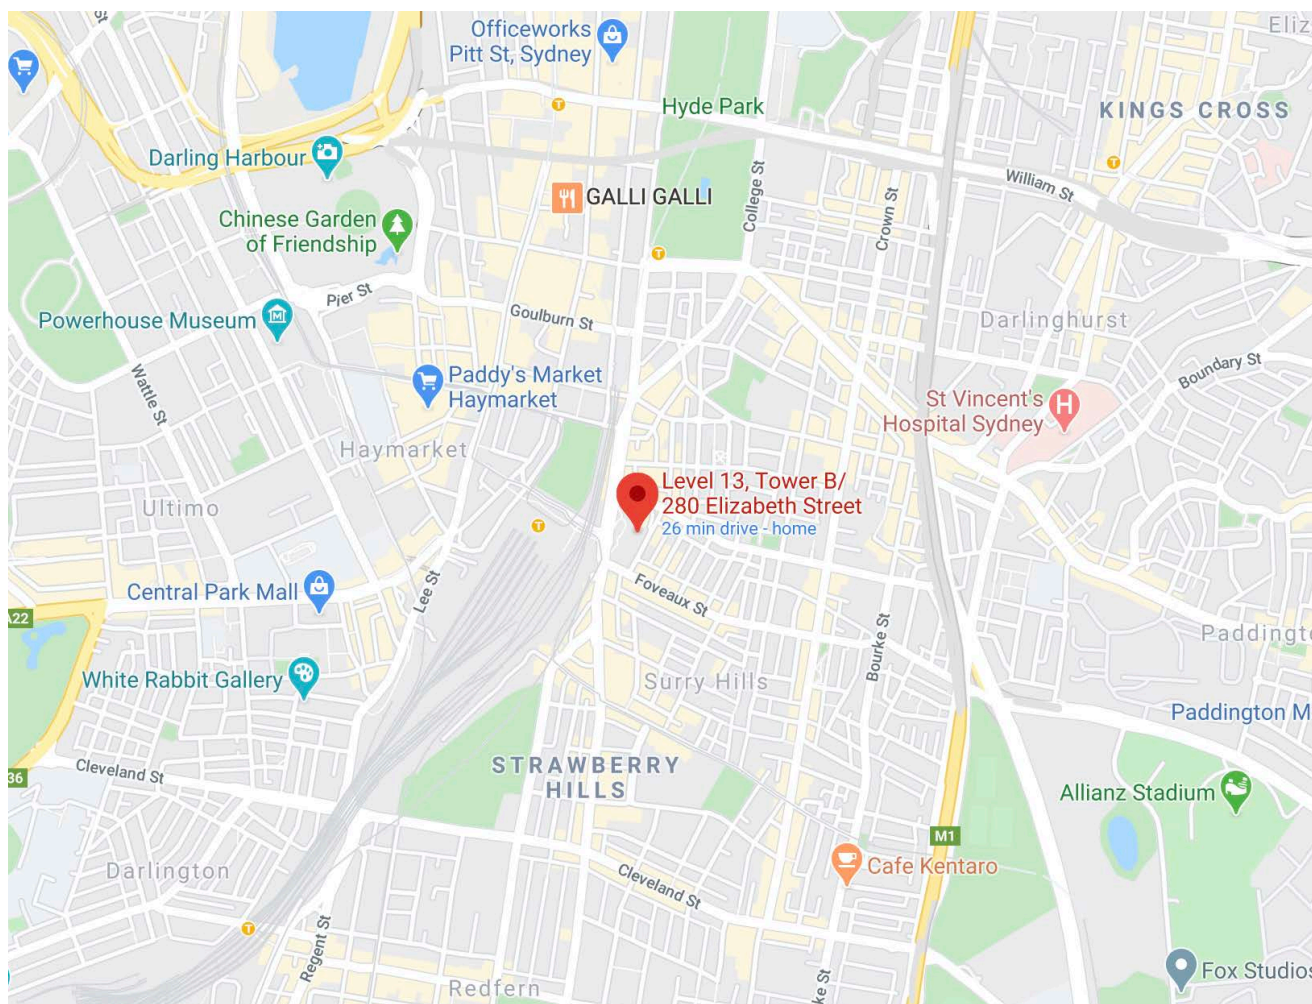 St
Officeworks
Pitt St, Sydney
Eliz
Hyde Park
KINGS CROSS
Darling Harbour
William St
GALLI GALLI
College St
Crown St
Chinese Garden
of Friendship
Pier St
Goulburn St
Powerhouse Museum
Darlinghurst
Boundary St
Wattle St
Paddy's Market
Haymarket
St Vincent's
Hospital Sydney
Haymarket
Level 13, Tower B/
280 Elizabeth Street
26 min drive - home
Ultimo
Central Park Mall
Lee St
Foveaux St
A22
Bourke St
Paddingt
White Rabbit Gallery
Surry Hills
Paddington M
STRAWBERRY
HILLS
36
Cleveland St
Allianz Stadium
M1
Darlington
Cafe Kentaro
Cleveland St
Regent St
ke St
Fox Studios
Redfern